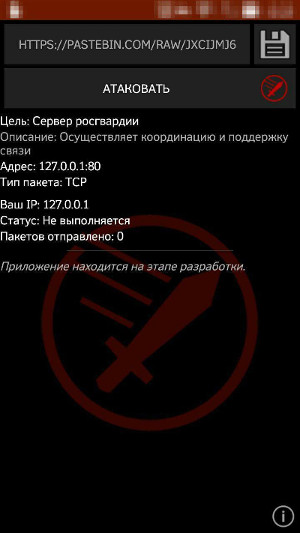 HTTPS://PASTEBIN.COM/RAW/JXCIJMJ6
АТАКОВАТЬ
Цель: Сервер росгвардии
Описание: Осуществляет координацию и поддержку
связи
Адрес: 127.0.0.1:80
Тип пакета: TCP
Ваш IP: 127.0.0.1
Статус: Не выполняется
Пакетов отправлено: 0
Приложение находится на этапе разработки.